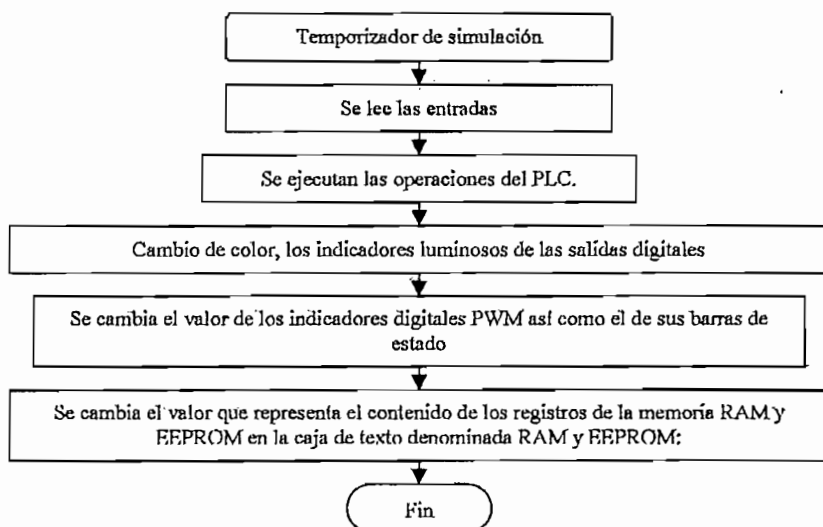 Temporizador de simulación
Se lee las entradas
Se ejecutan las operaciones del PLC.
Cambio de color, los indicadores luminosos de las salidas digitales
Se cambia el valor de los indicadores digitales PWM así como el de sus barras de
estado
Se cambia el valor que representa el contenido de los registros de la memoria RAM y
EEPROM en la caja de texto denominada RAM y EEPROM:
Fin